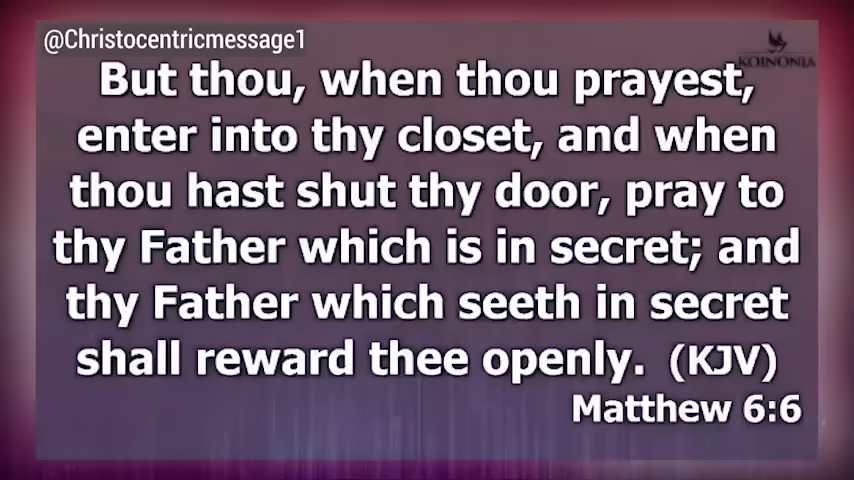 @Christocentricmessage1
KOINONIA
But thou, when thou prayest,
enter into thy closet, and when
thou hast shut thy door, pray to
thy Father which is in secret; and
thy Father which seeth in secret
shall reward thee openly. (KJV)
Matthew 6:6